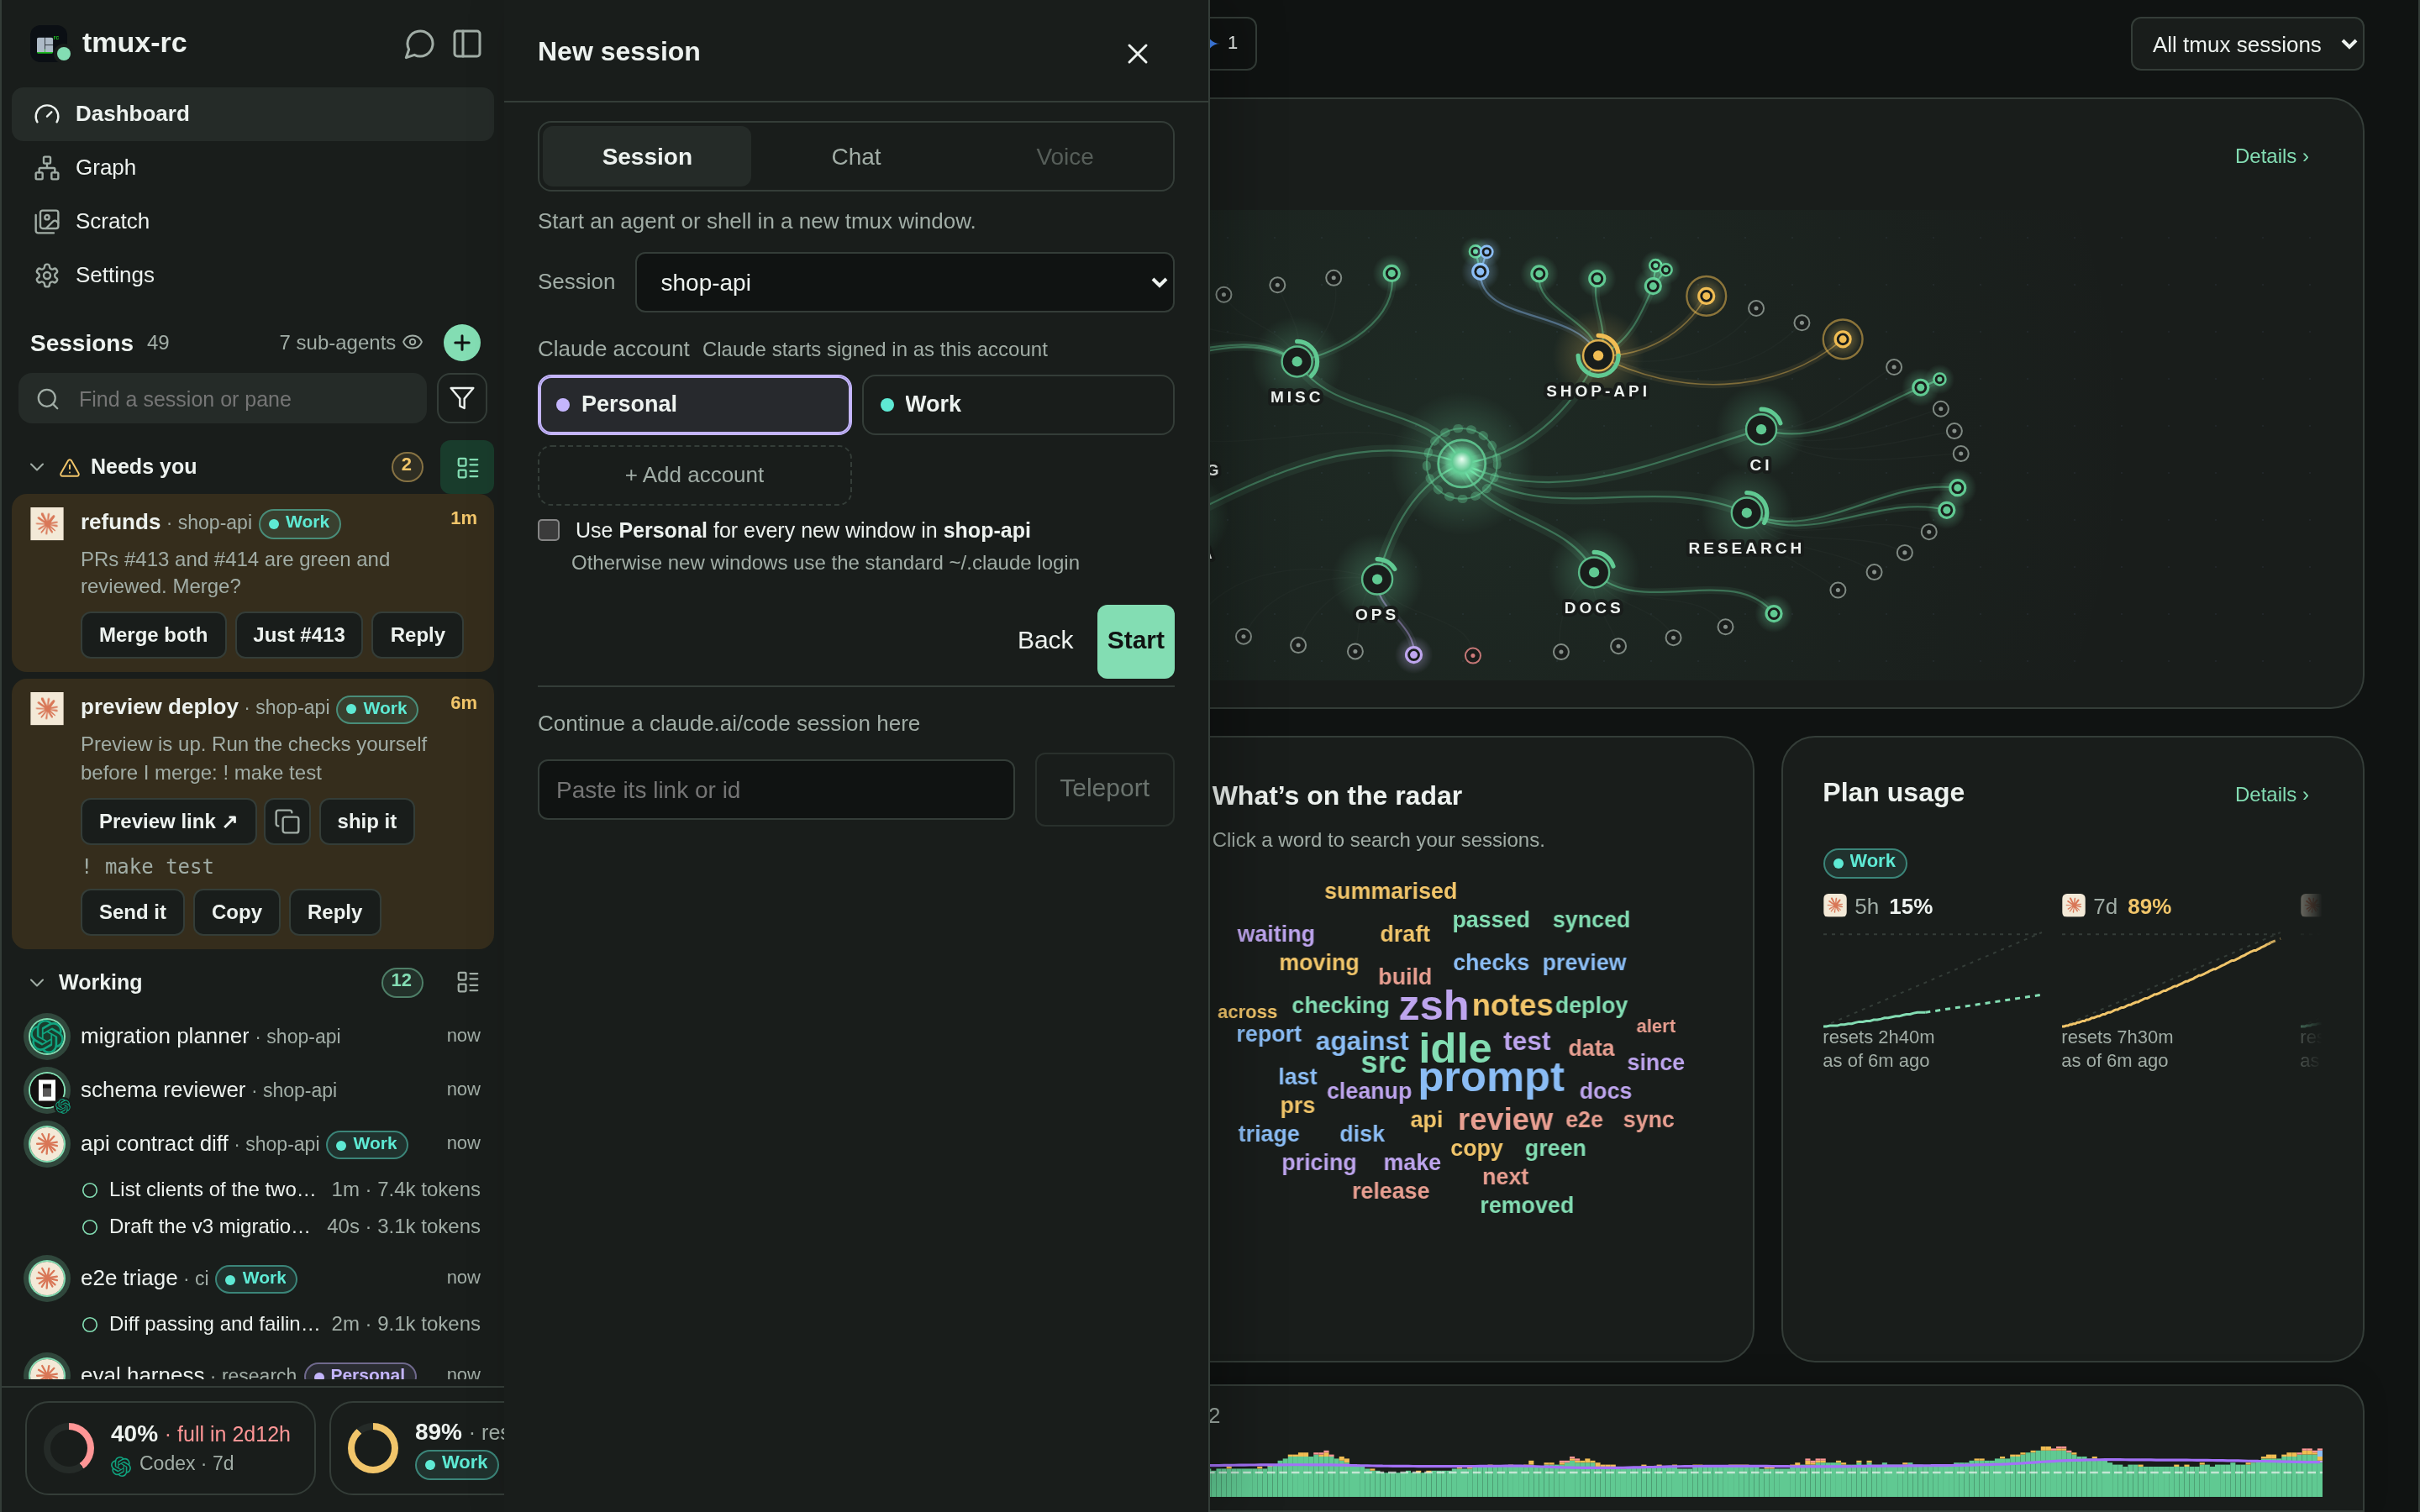 tmux-rc
Dashboard
Graph
Scratch
Settings
Sessions 49 7 sub-agents
Find a session or pane
Needs you 2
refunds · shop-api Work 1m
PRs #413 and #414 are green and
reviewed. Merge?
Merge both Just #413 Reply
preview deploy · shop-api Work 6m
Preview is up. Run the checks yourself
before I merge: ! make test
Preview link ↗ ship it
! make test
Send it Copy Reply
Working 12
migration planner · shop-api now
schema reviewer · shop-api now
api contract diff · shop-api Work now
List clients of the two… 1m · 7.4k tokens
Draft the v3 migratio… 40s · 3.1k tokens
e2e triage · ci Work now
Diff passing and failin… 2m · 9.1k tokens
eval harness · research Personal now
40% · full in 2d12h
Codex · 7d
89% · res
Work
New session
Session Chat Voice
Start an agent or shell in a new tmux window.
Session shop-api
Claude account Claude starts signed in as this account
Personal Work
+ Add account
Use Personal for every new window in shop-api
Otherwise new windows use the standard ~/.claude login
Back Start
Continue a claude.ai/code session here
Paste its link or id Teleport
1
All tmux sessions
Details ›
MISC
SHOP-API
CI
G
RESEARCH
OPS
DOCS
What’s on the radar
Click a word to search your sessions.
summarised
passed synced
waiting draft
moving checks preview
build
across checking zsh notes deploy
report against idle test data alert
src since
last prompt
cleanup docs
prs
api review e2e sync
triage disk
copy green
pricing make
next
release
removed
Plan usage Details ›
Work
5h 15% 7d 89%
resets 2h40m resets 7h30m res
as of 6m ago as of 6m ago as
2